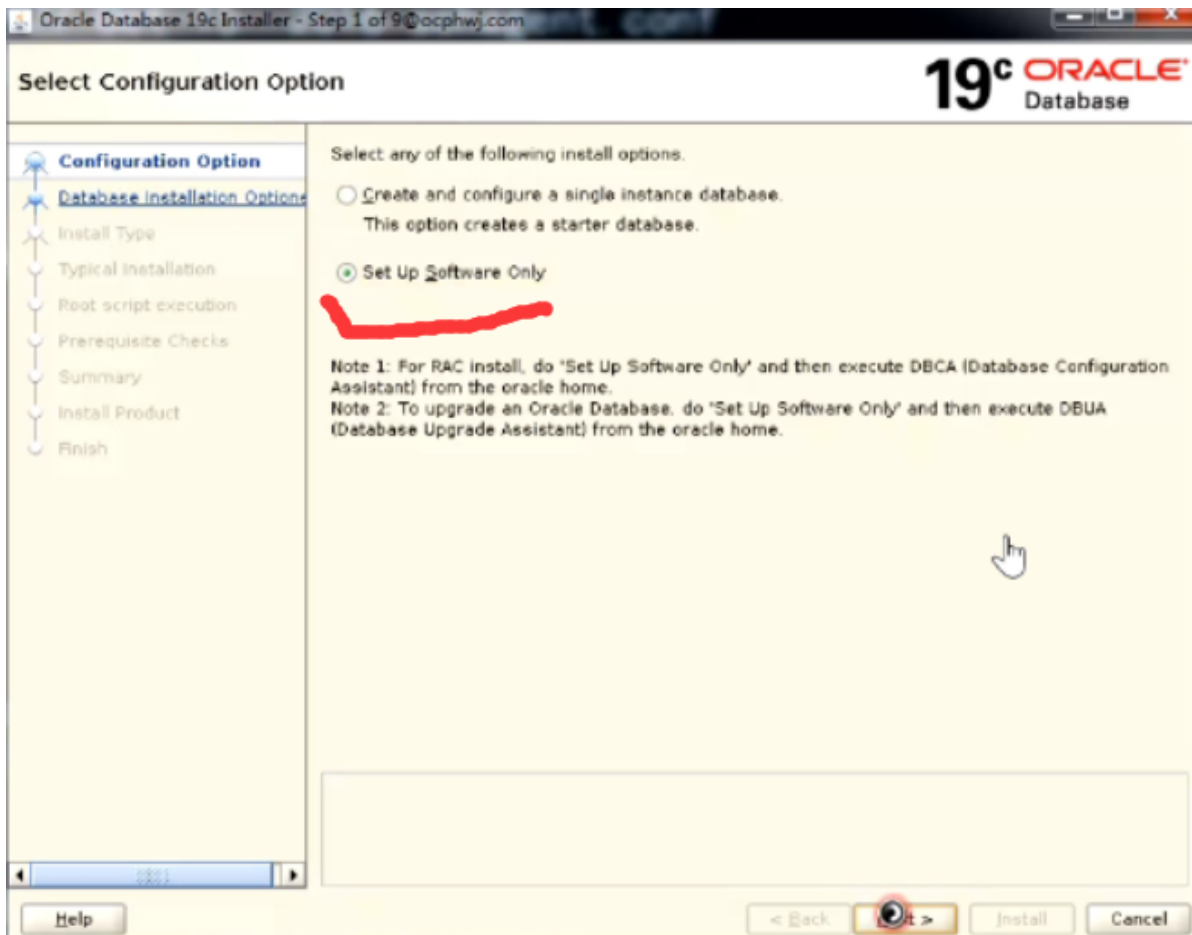 Oracle Database 19c Installer - Step 1 of 9@ocphwj.com
Select Configuration Option
19c ORACLE
Database
Configuration Option
Database Installation Options
Install Type
Typical Installation
Root script execution
Prerequisite Checks
Summary
Install Product
Finish
Select any of the following install options.
Create and configure a single instance database.
This option creates a starter database.
Set Up Software Only
Note 1: For RAC install, do "Set Up Software Only" and then execute DBCA (Database Configuration
Assistant) from the oracle home.
Note 2: To upgrade an Oracle Database, do "Set Up Software Only" and then execute DBUA
(Database Upgrade Assistant) from the oracle home.
Help
< Back
Install
Cancel